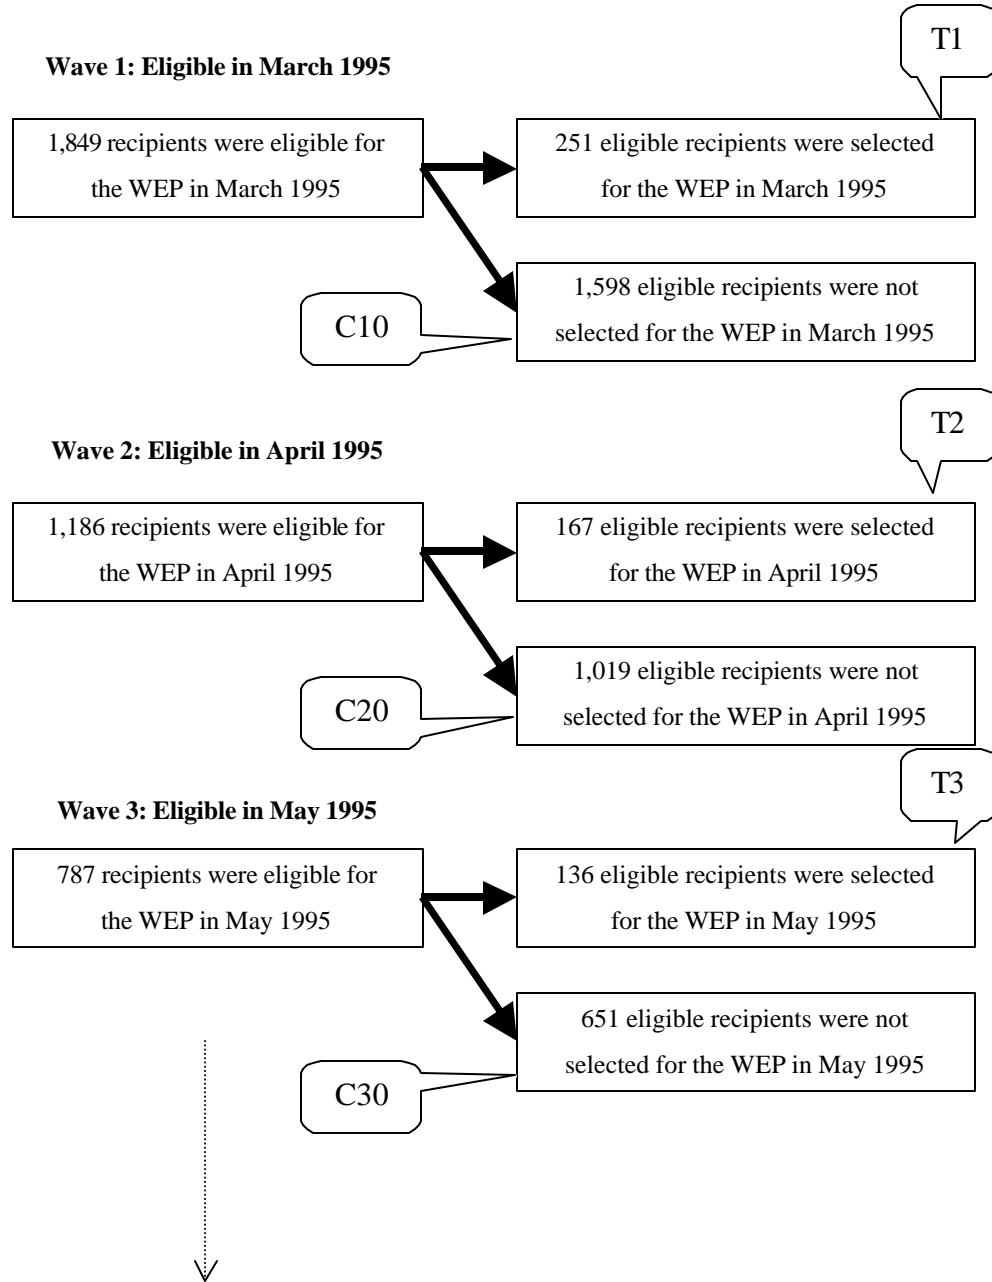 T1
Wave 1: Eligible in March 1995
1,849 recipients were eligible for
the WEP in March 1995
251 eligible recipients were selected
for the WEP in March 1995
1,598 eligible recipients were not
selected for the WEP in March 1995
C10
T2
Wave 2: Eligible in April 1995
1,186 recipients were eligible for
the WEP in April 1995
167 eligible recipients were selected
for the WEP in April 1995
1,019 eligible recipients were not
selected for the WEP in April 1995
C20
T3
Wave 3: Eligible in May 1995
787 recipients were eligible for
the WEP in May 1995
136 eligible recipients were selected
for the WEP in May 1995
651 eligible recipients were not
selected for the WEP in May 1995
C30